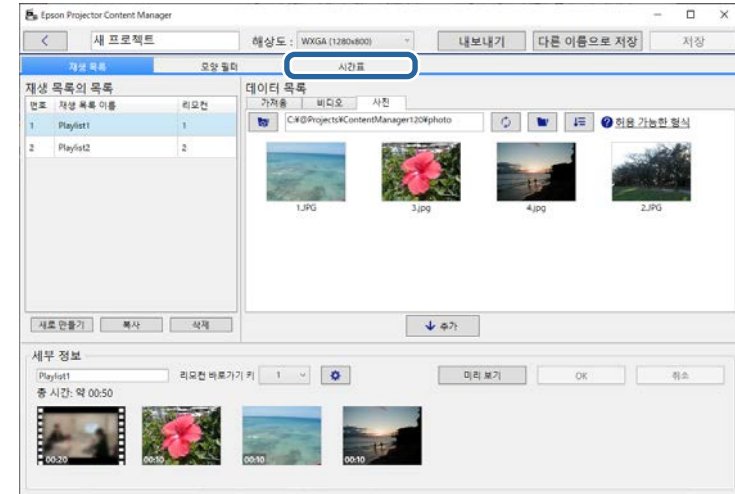 Epson Projector Content Manager
새 프로젝트
해상도 : WXGA (1280x800)
내보내기
다른 이름으로 저장
저장
재생 목록
모양 필터
시간표
재생 목록의 목록
번호 재생 목록 이름 리모컨
1 Playlist1 1
2 Playlist2 2
새로 만들기 복사 삭제
데이터 목록
가져옴 비디오 사진
C:₩@Projects₩ContentManager120₩photo
허용 가능한 형식
1.JPG 3.jpg 4.jpg 2.JPG
추가
세부 정보
Playlist1
리모컨 바로가기 키 1
미리 보기 OK 취소
총 시간: 약 00:50
00:20 00:10 00:10 00:10